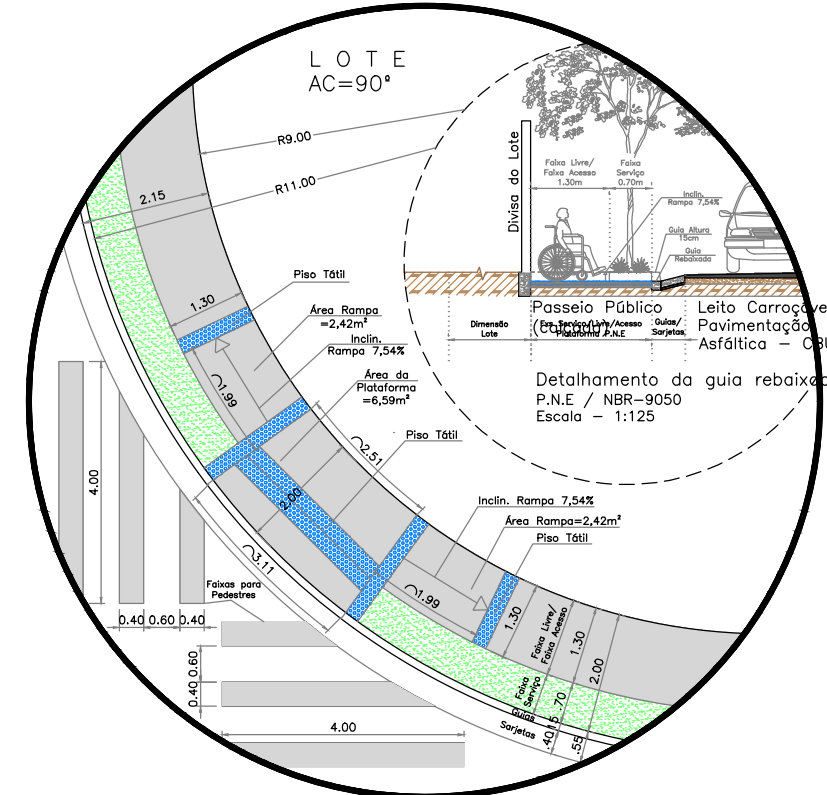 L O T E
AC=90º
R9.00
R11.00
2.15
Divisa do Lote
Faixa Livre/
Faixa Acesso
1.30m
Faixa
Serviço
0.70m
Inclin.
Rampa 7,54%
Guia Altura
15cm
Guia
Rebaixada
Dimensão
Lote
Passeio Público
Plataforma P.N.E
Guias/
Sarjetas
Leito Carroçáve
Pavimentação
Asfáltica – CBU
Detalhamento da guia rebaixad
P.N.E / NBR–9050
Escala – 1:125
Piso Tátil
1.30
Área Rampa
=2,42m²
Inclin.
Rampa 7,54%
Área da
Plataforma
=6,59m²
1.99
Piso Tátil
2.51
2.00
3.11
4.00
Inclin. Rampa 7,54%
Área Rampa=2,42m²
Piso Tátil
1.99
1.30
Faixa Livre/
Faixa Acesso
1.30
2.00
Faixas para
Pedestres
0.40
0.60
0.40
0.60
0.40
Faixa
Serviço
.70
Guias
.15
Sarjetas
.40
.55
4.00